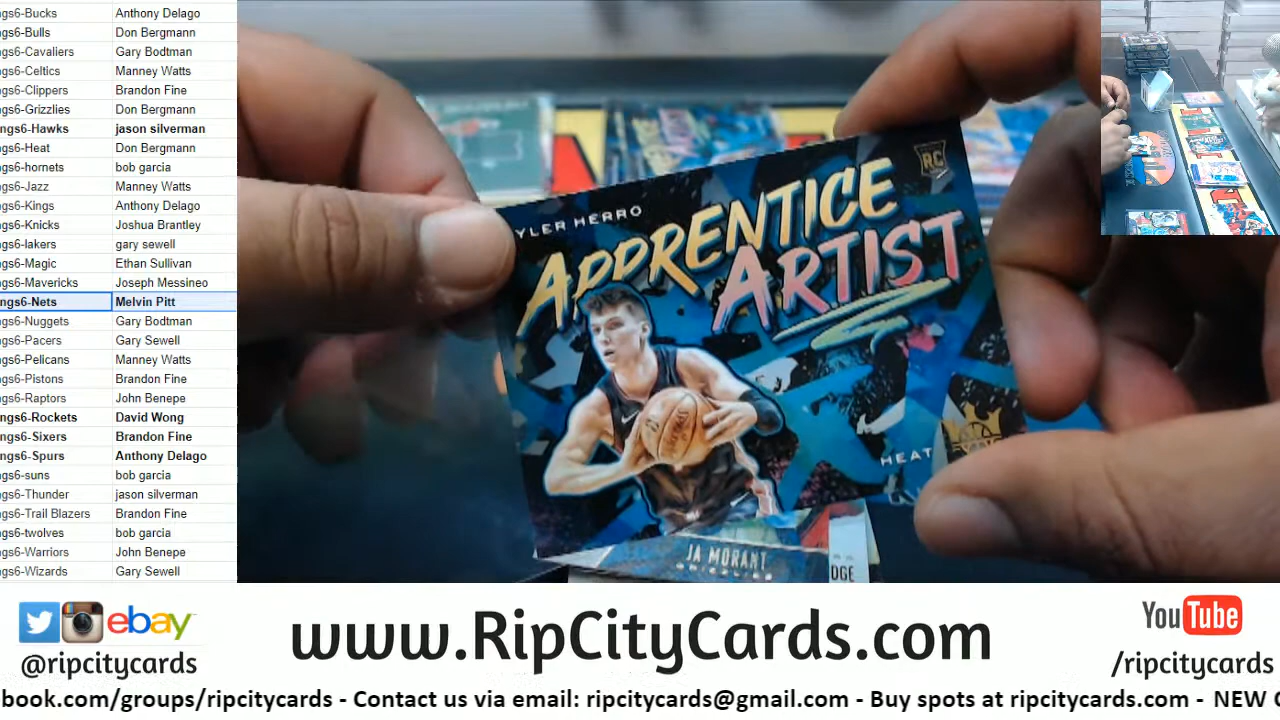 ngs6-Bucks Anthony Delago
ngs6-Bulls Don Bergmann
ngs6-Cavaliers Gary Bodtman
ngs6-Celtics Manney Watts
ngs6-Clippers Brandon Fine
ngs6-Grizzlies Don Bergmann
ngs6-Hawks jason silverman
ngs6-Heat Don Bergmann
ngs6-hornets bob garcia
ngs6-Jazz Manney Watts
ngs6-Kings Anthony Delago
ngs6-Knicks Joshua Brantley
ngs6-lakers gary sewell
ngs6-Magic Ethan Sullivan
ngs6-Mavericks Joseph Messineo
ngs6-Nets Melvin Pitt
ngs6-Nuggets Gary Bodtman
ngs6-Pacers Gary Sewell
ngs6-Pelicans Manney Watts
ngs6-Pistons Brandon Fine
ngs6-Raptors John Benepe
ngs6-Rockets David Wong
ngs6-Sixers Brandon Fine
ngs6-Spurs Anthony Delago
ngs6-suns bob garcia
ngs6-Thunder jason silverman
ngs6-Trail Blazers Brandon Fine
ngs6-twolves bob garcia
ngs6-Warriors John Benepe
ngs6-Wizards Gary Sewell
RC
YLER HERRO
APPRENTICE
ARTIST
HEAT
JA MORANT
GRIZZLIES
DGE
ebay
@ripcitycards
www.RipCityCards.com
YouTube
/ripcitycards
book.com/groups/ripcitycards - Contact us via email: ripcitycards@gmail.com - Buy spots at ripcitycards.com - NEW C